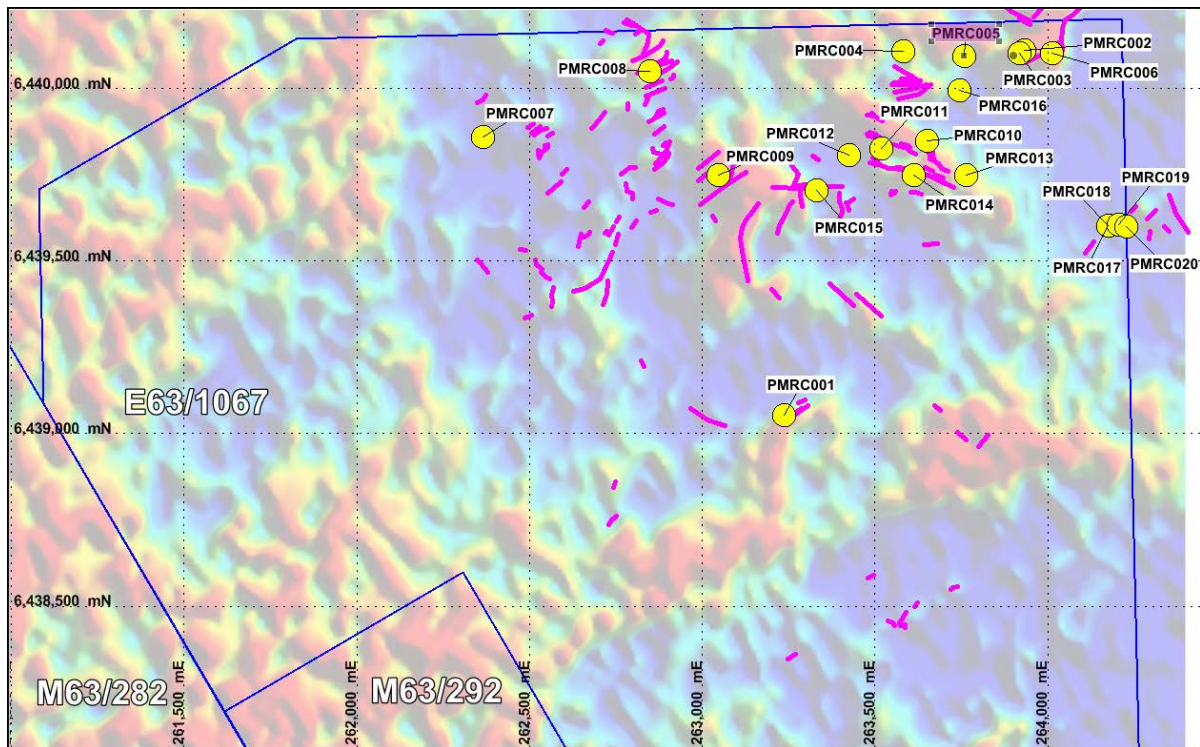 PMRC005
PMRC004
PMRC002
PMRC008
PMRC003
PMRC006
6,440,000 mN
PMRC016
PMRC007
PMRC011
PMRC012
PMRC010
PMRC009
PMRC013
PMRC019
PMRC018
PMRC014
PMRC015
6,439,500 mN
PMRC017
PMRC020
PMRC001
E63/1067
6,439,900 mN
6,438,500 mN
M63/282
M63/292
261,500 mE
262,000 mE
262,500 mE
263,000 mE
263,500 mE
264,000 mE